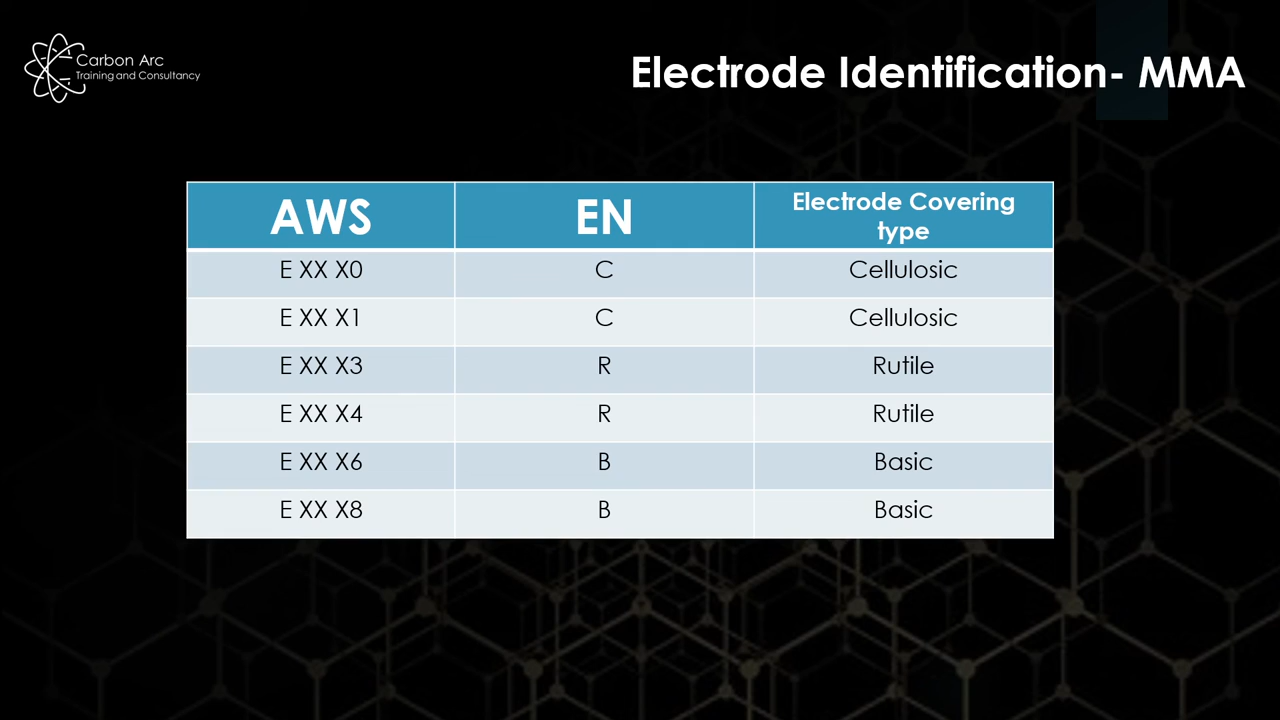 Carbon Arc
Training and Consultancy
Electrode Identification- MMA
AWS EN Electrode Covering type
E XX X0 C Cellulosic
E XX X1 C Cellulosic
E XX X3 R Rutile
E XX X4 R Rutile
E XX X6 B Basic
E XX X8 B Basic